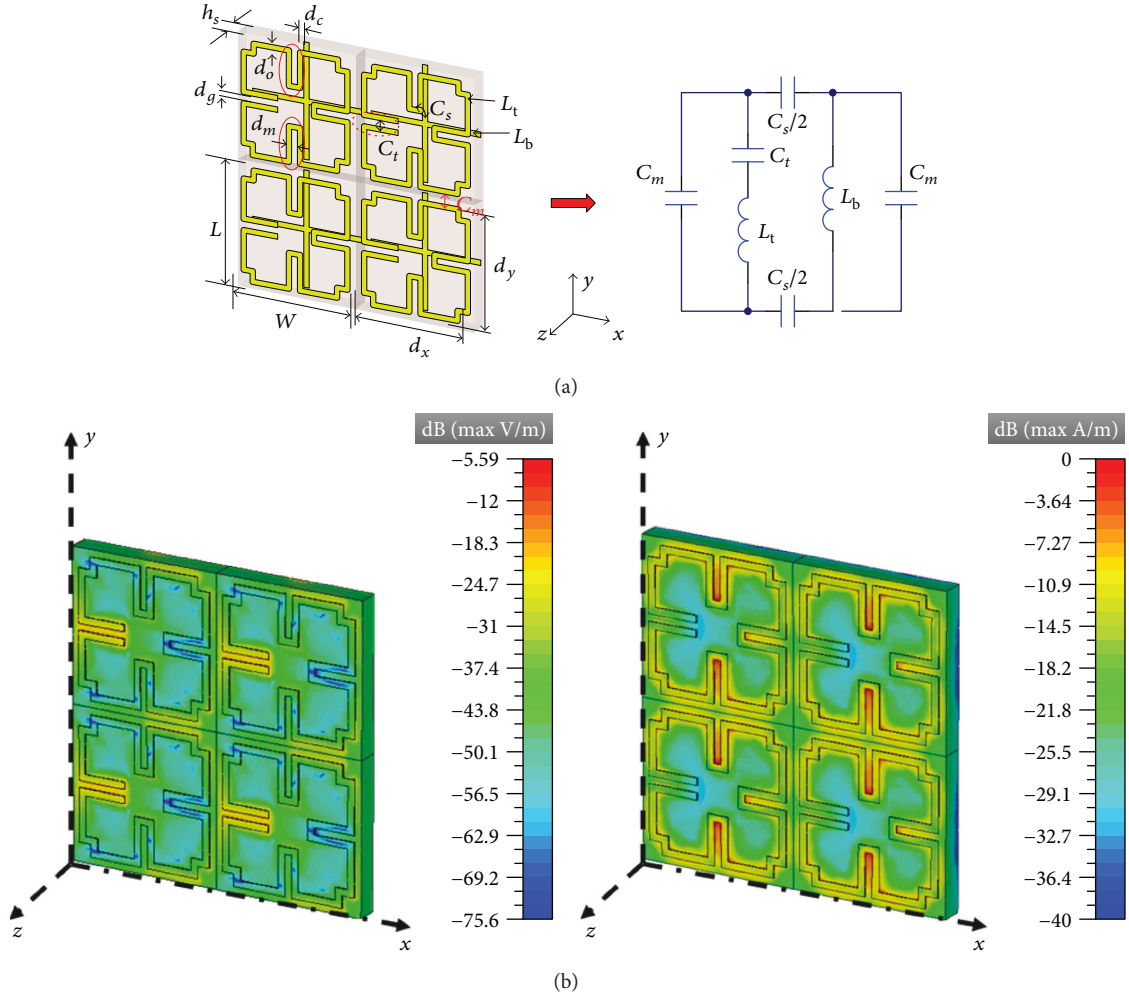 h_s
d_c
d_o
d_g
d_m
C_s
L_t
L_b
C_t
C_m
L
W
d_x
d_y
y
z
x
C_s/2
C_t
C_m
C_m
L_b
L_t
C_s/2
(a)
dB (max V/m)
y
−5.59
−12
−18.3
−24.7
−31
−37.4
−43.8
−50.1
−56.5
−62.9
−69.2
−75.6
z
x
dB (max A/m)
y
0
−3.64
−7.27
−10.9
−14.5
−18.2
−21.8
−25.5
−29.1
−32.7
−36.4
−40
z
x
(b)